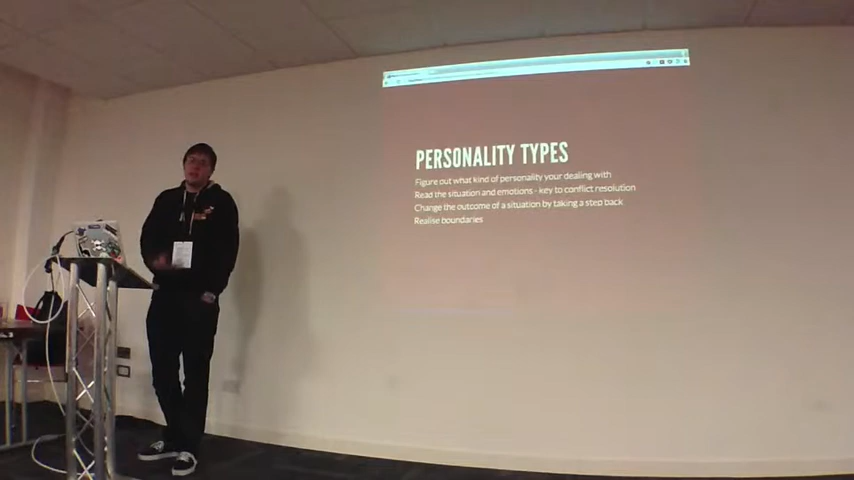 PERSONALITY TYPES
Figure out what kind of personality your dealing with
Read the situation and emotions - key to conflict resolution
Change the outcome of a situation by taking a step back
Realise boundaries